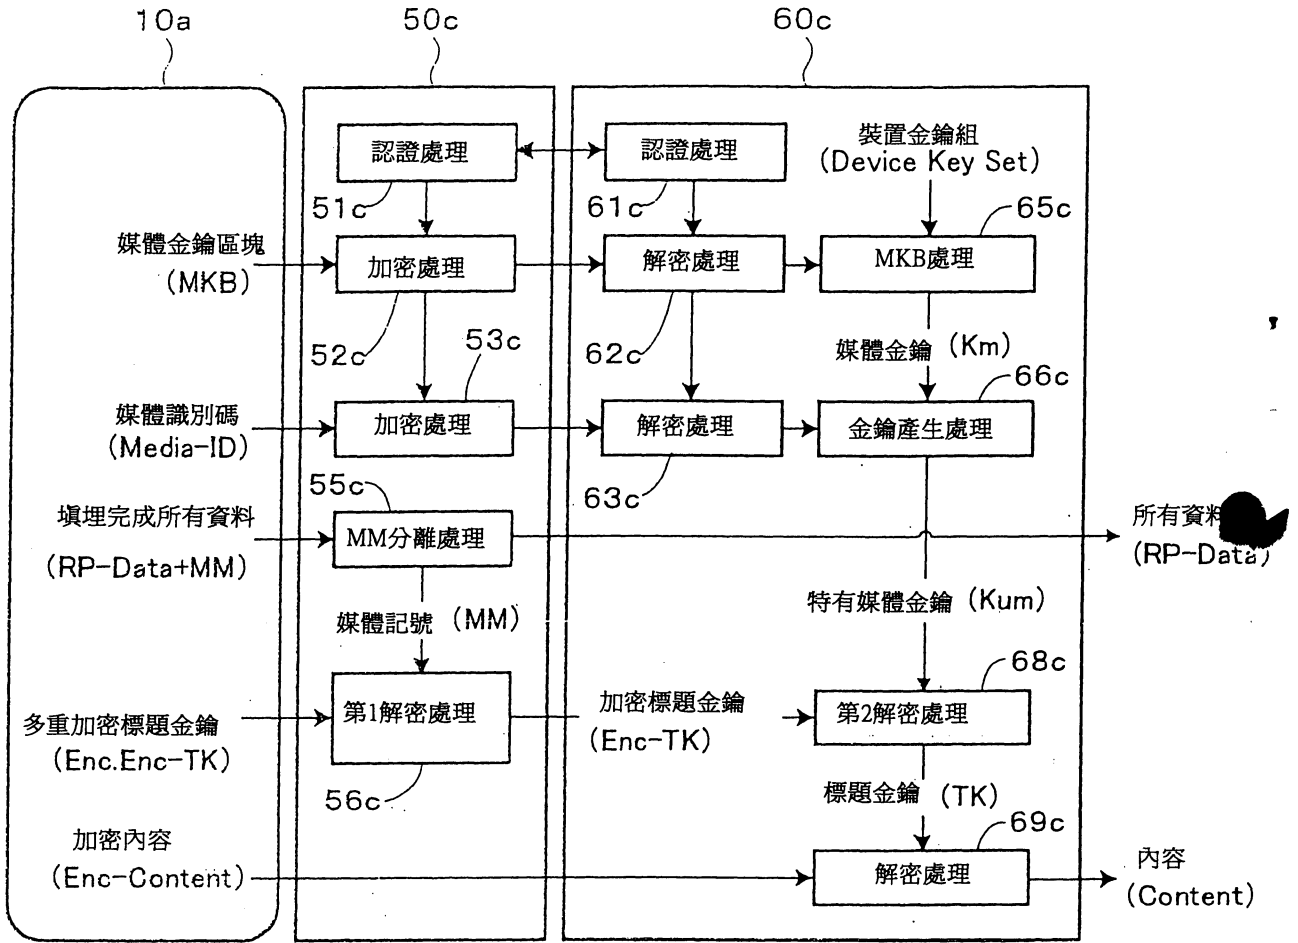 10a
50c
60c
認證處理
認證處理
裝置金鑰組
(Device Key Set)
51c
61c
65c
媒體金鑰區塊
(MKB)
加密處理
解密處理
MKB處理
52c
53c
62c
媒體金鑰 (Km)
66c
媒體識別碼
(Media-ID)
加密處理
解密處理
金鑰產生處理
55c
63c
填埋完成所有資料
(RP-Data+MM)
MM分離處理
所有資料
(RP-Data)
媒體記號 (MM)
特有媒體金鑰 (Kum)
68c
多重加密標題金鑰
(Enc.Enc-TK)
第1解密處理
加密標題金鑰
(Enc-TK)
第2解密處理
56c
標題金鑰 (TK)
69c
加密內容
(Enc-Content)
解密處理
內容
(Content)